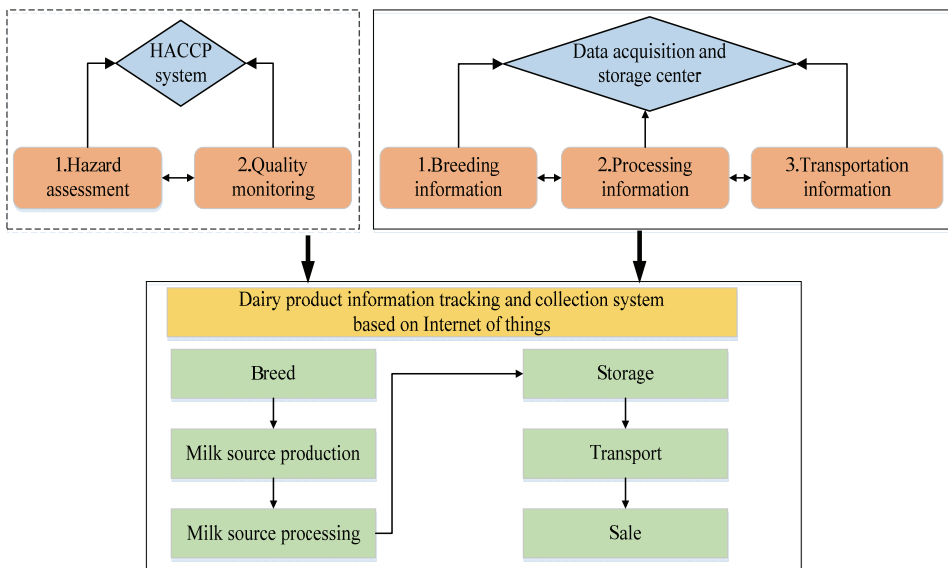 HACCP
system
1.Hazard
assessment
2.Quality
monitoring
Data acquisition and
storage center
1.Breeding
information
2.Processing
information
3.Transportation
information
Dairy product information tracking and collection system
based on Internet of things
Breed
Milk source production
Milk source processing
Storage
Transport
Sale